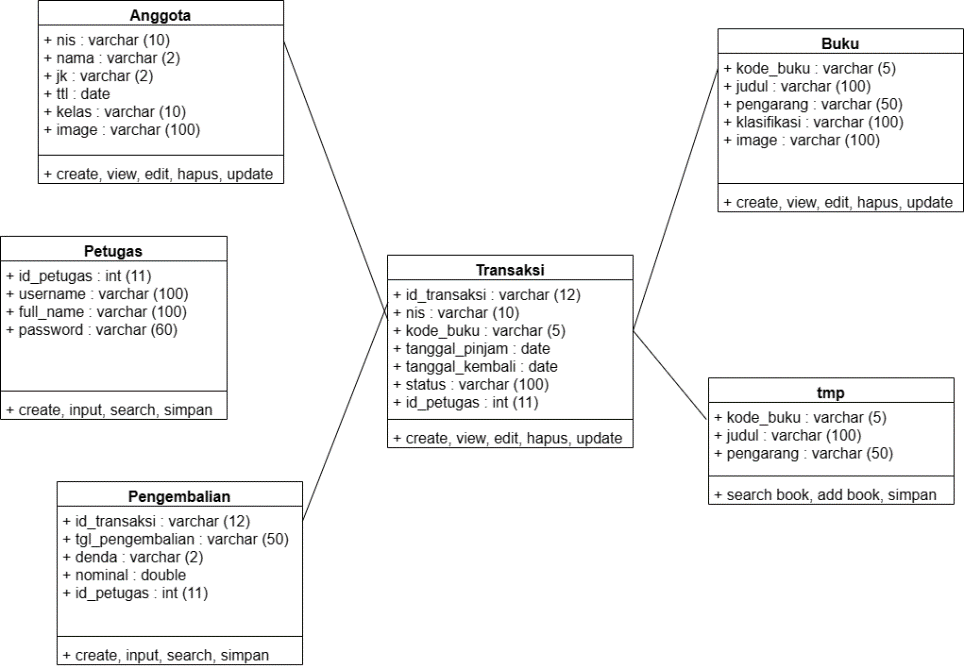 Anggota
+ nis : varchar (10)
+ nama : varchar (2)
+ jk : varchar (2)
+ ttl : date
+ kelas : varchar (10)
+ image : varchar (100)
+ create, view, edit, hapus, update
Petugas
+ id_petugas : int (11)
+ username : varchar (100)
+ full_name : varchar (100)
+ password : varchar (60)
+ create, input, search, simpan
Pengembalian
+ id_transaksi : varchar (12)
+ tgl_pengembalian : varchar (50)
+ denda : varchar (2)
+ nominal : double
+ id_petugas : int (11)
+ create, input, search, simpan
Transaksi
+ id_transaksi : varchar (12)
+ nis : varchar (10)
+ kode_buku : varchar (5)
+ tanggal_pinjam : date
+ tanggal_kembali : date
+ status : varchar (100)
+ id_petugas : int (11)
+ create, view, edit, hapus, update
Buku
+ kode_buku : varchar (5)
+ judul : varchar (100)
+ pengarang : varchar (50)
+ klasifikasi : varchar (100)
+ image : varchar (100)
+ create, view, edit, hapus, update
tmp
+ kode_buku : varchar (5)
+ judul : varchar (100)
+ pengarang : varchar (50)
+ search book, add book, simpan